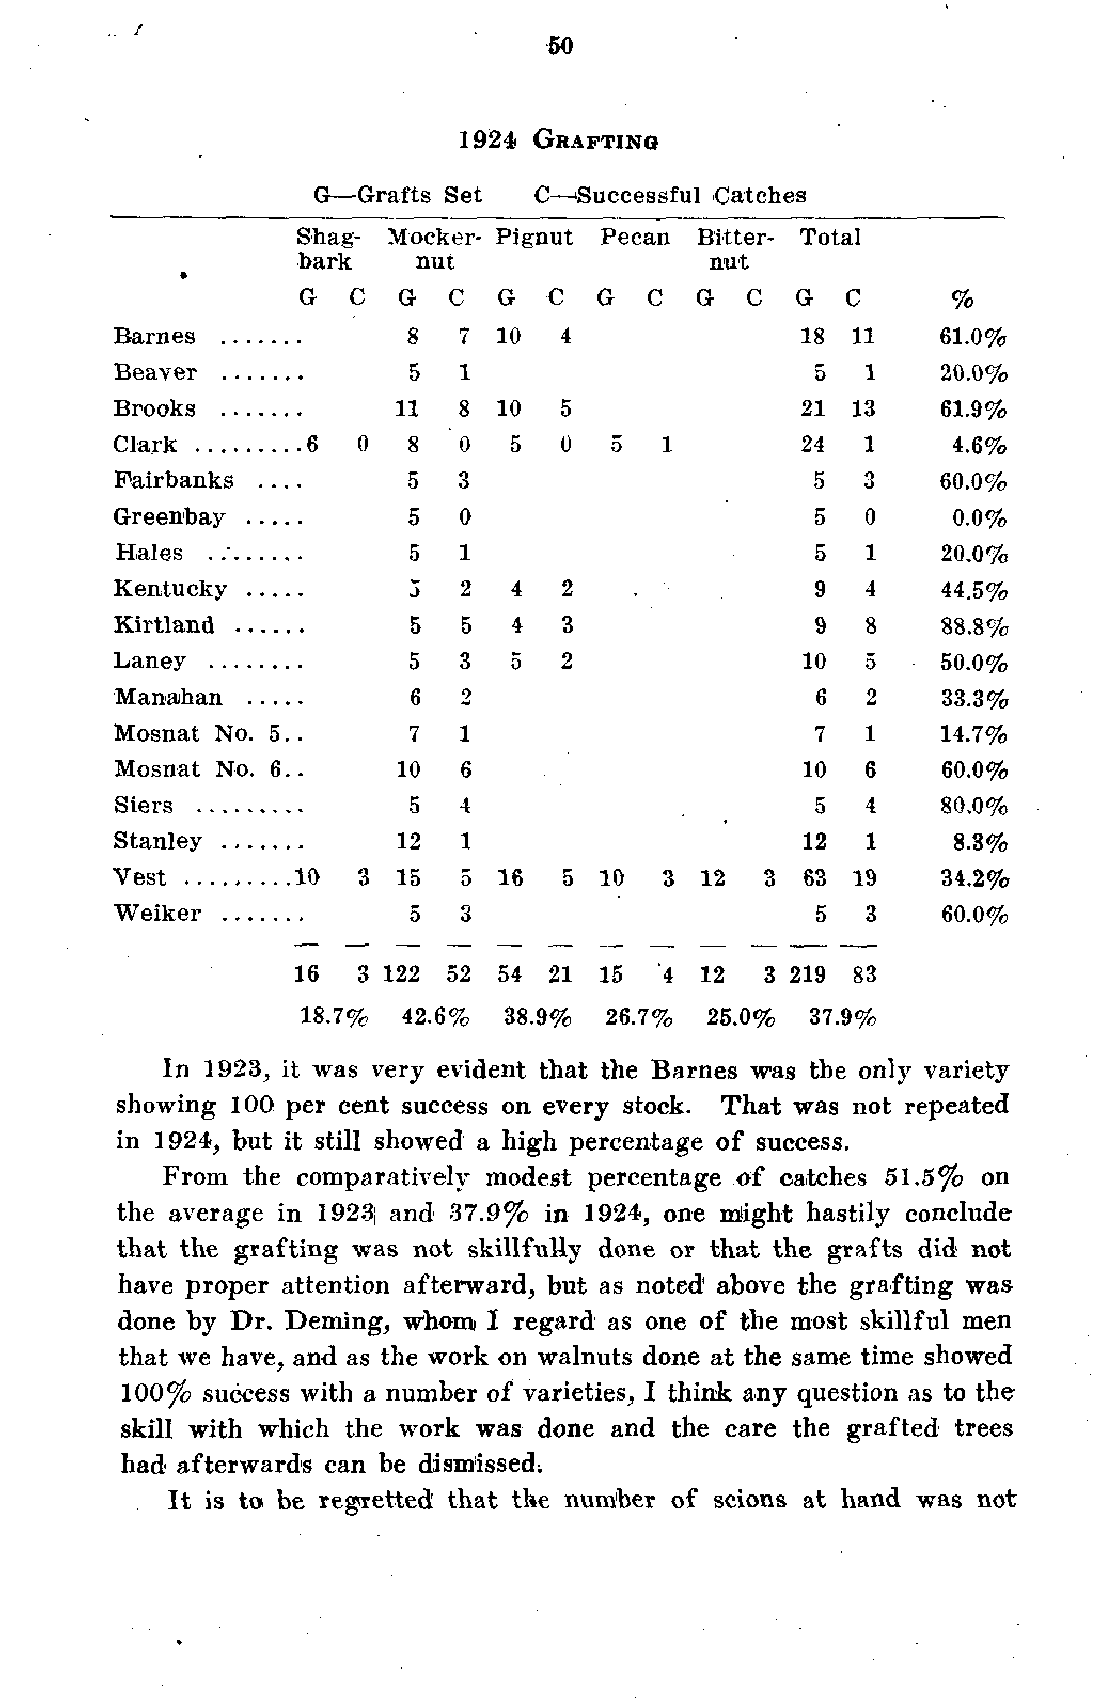 50
1924 GRAFTING
G—Grafts Set C—Successful Catches
Shag- Mocker- Pignut Pecan Bitter- Total
bark nut nut
G C G C G C G C G C G C %
Barnes ....... 8 7 10 4 18 11 61.0%
Beaver ....... 5 1 5 1 20.0%
Brooks ....... 11 8 10 5 21 13 61.9%
Clark .........6 0 8 0 5 0 5 1 24 1 4.6%
Fairbanks .... 5 3 5 3 60.0%
Greenbay ..... 5 0 5 0 0.0%
Hales ........ 5 1 5 1 20.0%
Kentucky ..... 5 2 4 2 9 4 44.5%
Kirtland ...... 5 5 4 3 9 8 88.8%
Laney ........ 5 3 5 2 10 5 50.0%
Manahan ..... 6 2 6 2 33.3%
Mosnat No. 5.. 7 1 7 1 14.7%
Mosnat No. 6.. 10 6 10 6 60.0%
Siers ......... 5 4 5 4 80.0%
Stanley ....... 12 1 12 1 8.3%
Vest .........10 3 15 5 16 5 10 3 12 3 63 19 34.2%
Weiker ....... 5 3 5 3 60.0%
16 3 122 52 54 21 15 4 12 3 219 83
18.7% 42.6% 38.9% 26.7% 25.0% 37.9%
In 1923, it was very evident that the Barnes was the only variety
showing 100 per cent success on every stock. That was not repeated
in 1924, but it still showed a high percentage of success.
From the comparatively modest percentage of catches 51.5% on
the average in 1923 and 37.9% in 1924, one might hastily conclude
that the grafting was not skillfully done or that the grafts did not
have proper attention afterward, but as noted above the grafting was
done by Dr. Deming, whom I regard as one of the most skillful men
that we have, and as the work on walnuts done at the same time showed
100% success with a number of varieties, I think any question as to the
skill with which the work was done and the care the grafted trees
had afterwards can be dismissed.
It is to be regretted that the number of scions at hand was not